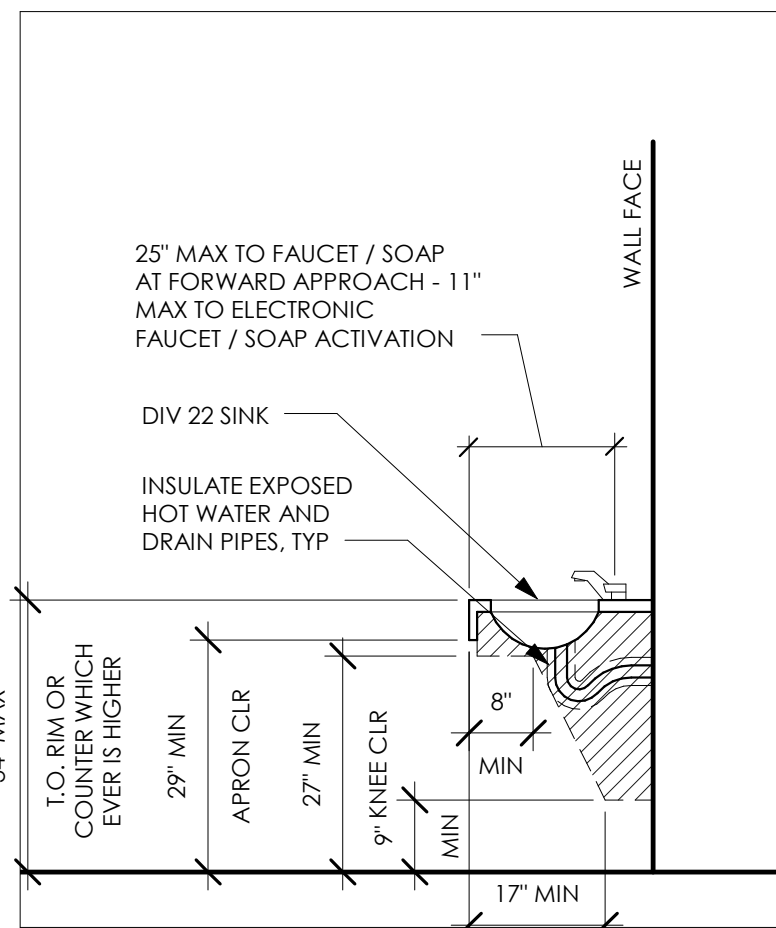 25" MAX TO FAUCET / SOAP
AT FORWARD APPROACH - 11"
MAX TO ELECTRONIC
FAUCET / SOAP ACTIVATION
WALL FACE
DIV 22 SINK
INSULATE EXPOSED
HOT WATER AND
DRAIN PIPES, TYP
T.O. RIM OR
COUNTER WHICH
EVER IS HIGHER
29" MIN
APRON CLR
27" MIN
9" KNEE CLR
MIN
8"
MIN
17" MIN